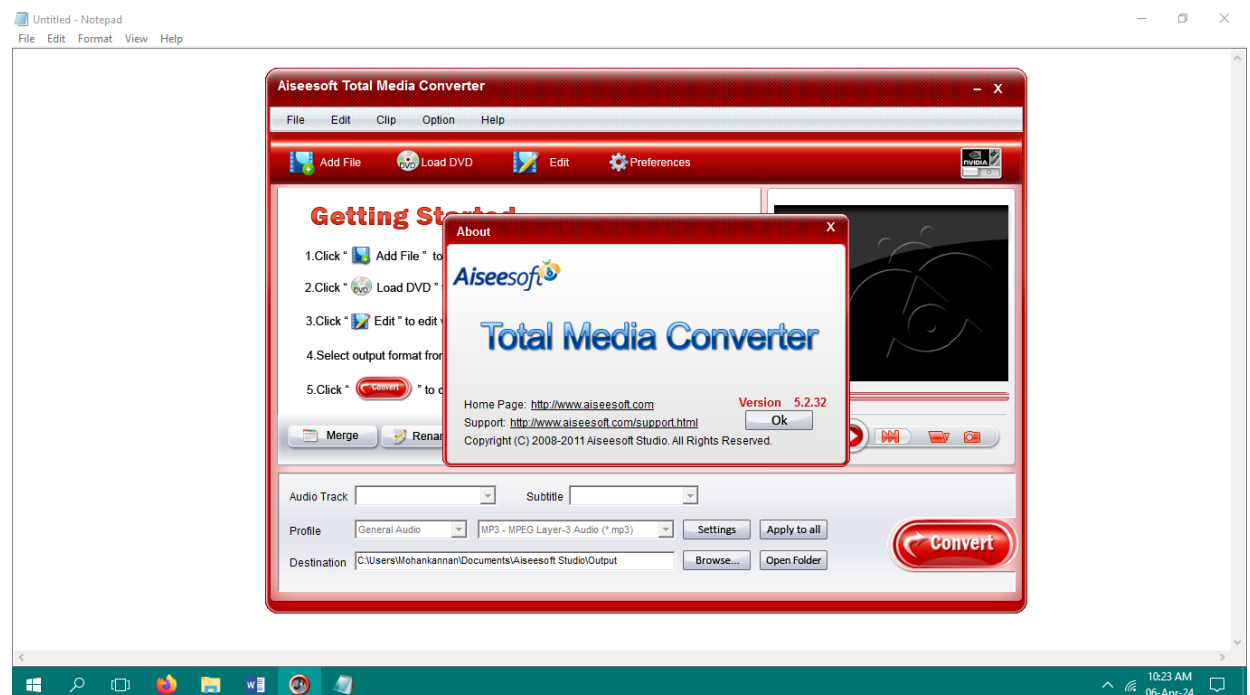 Untitled - Notepad
File Edit Format View Help
Aiseesoft Total Media Converter
File Edit Clip Option Help
Add File DVD Load DVD Edit Preferences NVIDIA
Getting
1.Click “ Add File ” to
2.Click “ DVD Load DVD ”
3.Click “ Edit ” to edit
4.Select output format from
5.Click “ Convert ” to
About X
Aiseesoft
Total Media Converter
Home Page: http://www.aiseesoft.com Version 5.2.32
Support: http://www.aiseesoft.com/support.html Ok
Copyright (C) 2008-2011 Aiseesoft Studio. All Rights Reserved.
Merge
Audio Track Subtitle
Profile General Audio MP3 - MPEG Layer-3 Audio (*.mp3) Settings Apply to all
Destination C:\Users\Mohankannan\Documents\Aiseesoft Studio\Output Browse... Open Folder
Convert
10:23 AM
06-Apr-24